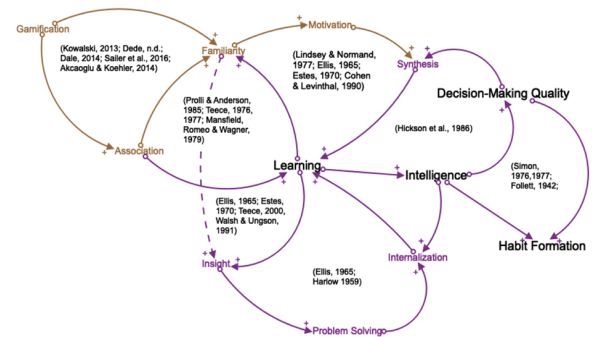 Gamification
Motivation
(Kowalski, 2013; Dede, n.d.;
Dale, 2014; Sailer et al., 2016;
Akcaoglu & Koehler, 2014)
Familiarity
(Lindsey & Normand,
1977; Ellis, 1965;
Estes, 1970; Cohen
& Levinthal, 1990)
Synthesis
Decision-Making Quality
(Prolli & Anderson,
1985; Teece, 1976,
1977; Mansfield,
Romeo & Wagner,
1979)
(Hickson et al., 1986)
Association
Learning
Intelligence
(Simon,
1976,1977;
Follett, 1942;
(Ellis, 1965; Estes,
1970; Teece, 2000,
Walsh & Ungson,
1991)
Habit Formation
Insight
Internalization
(Ellis, 1965;
Harlow 1959)
Problem Solving